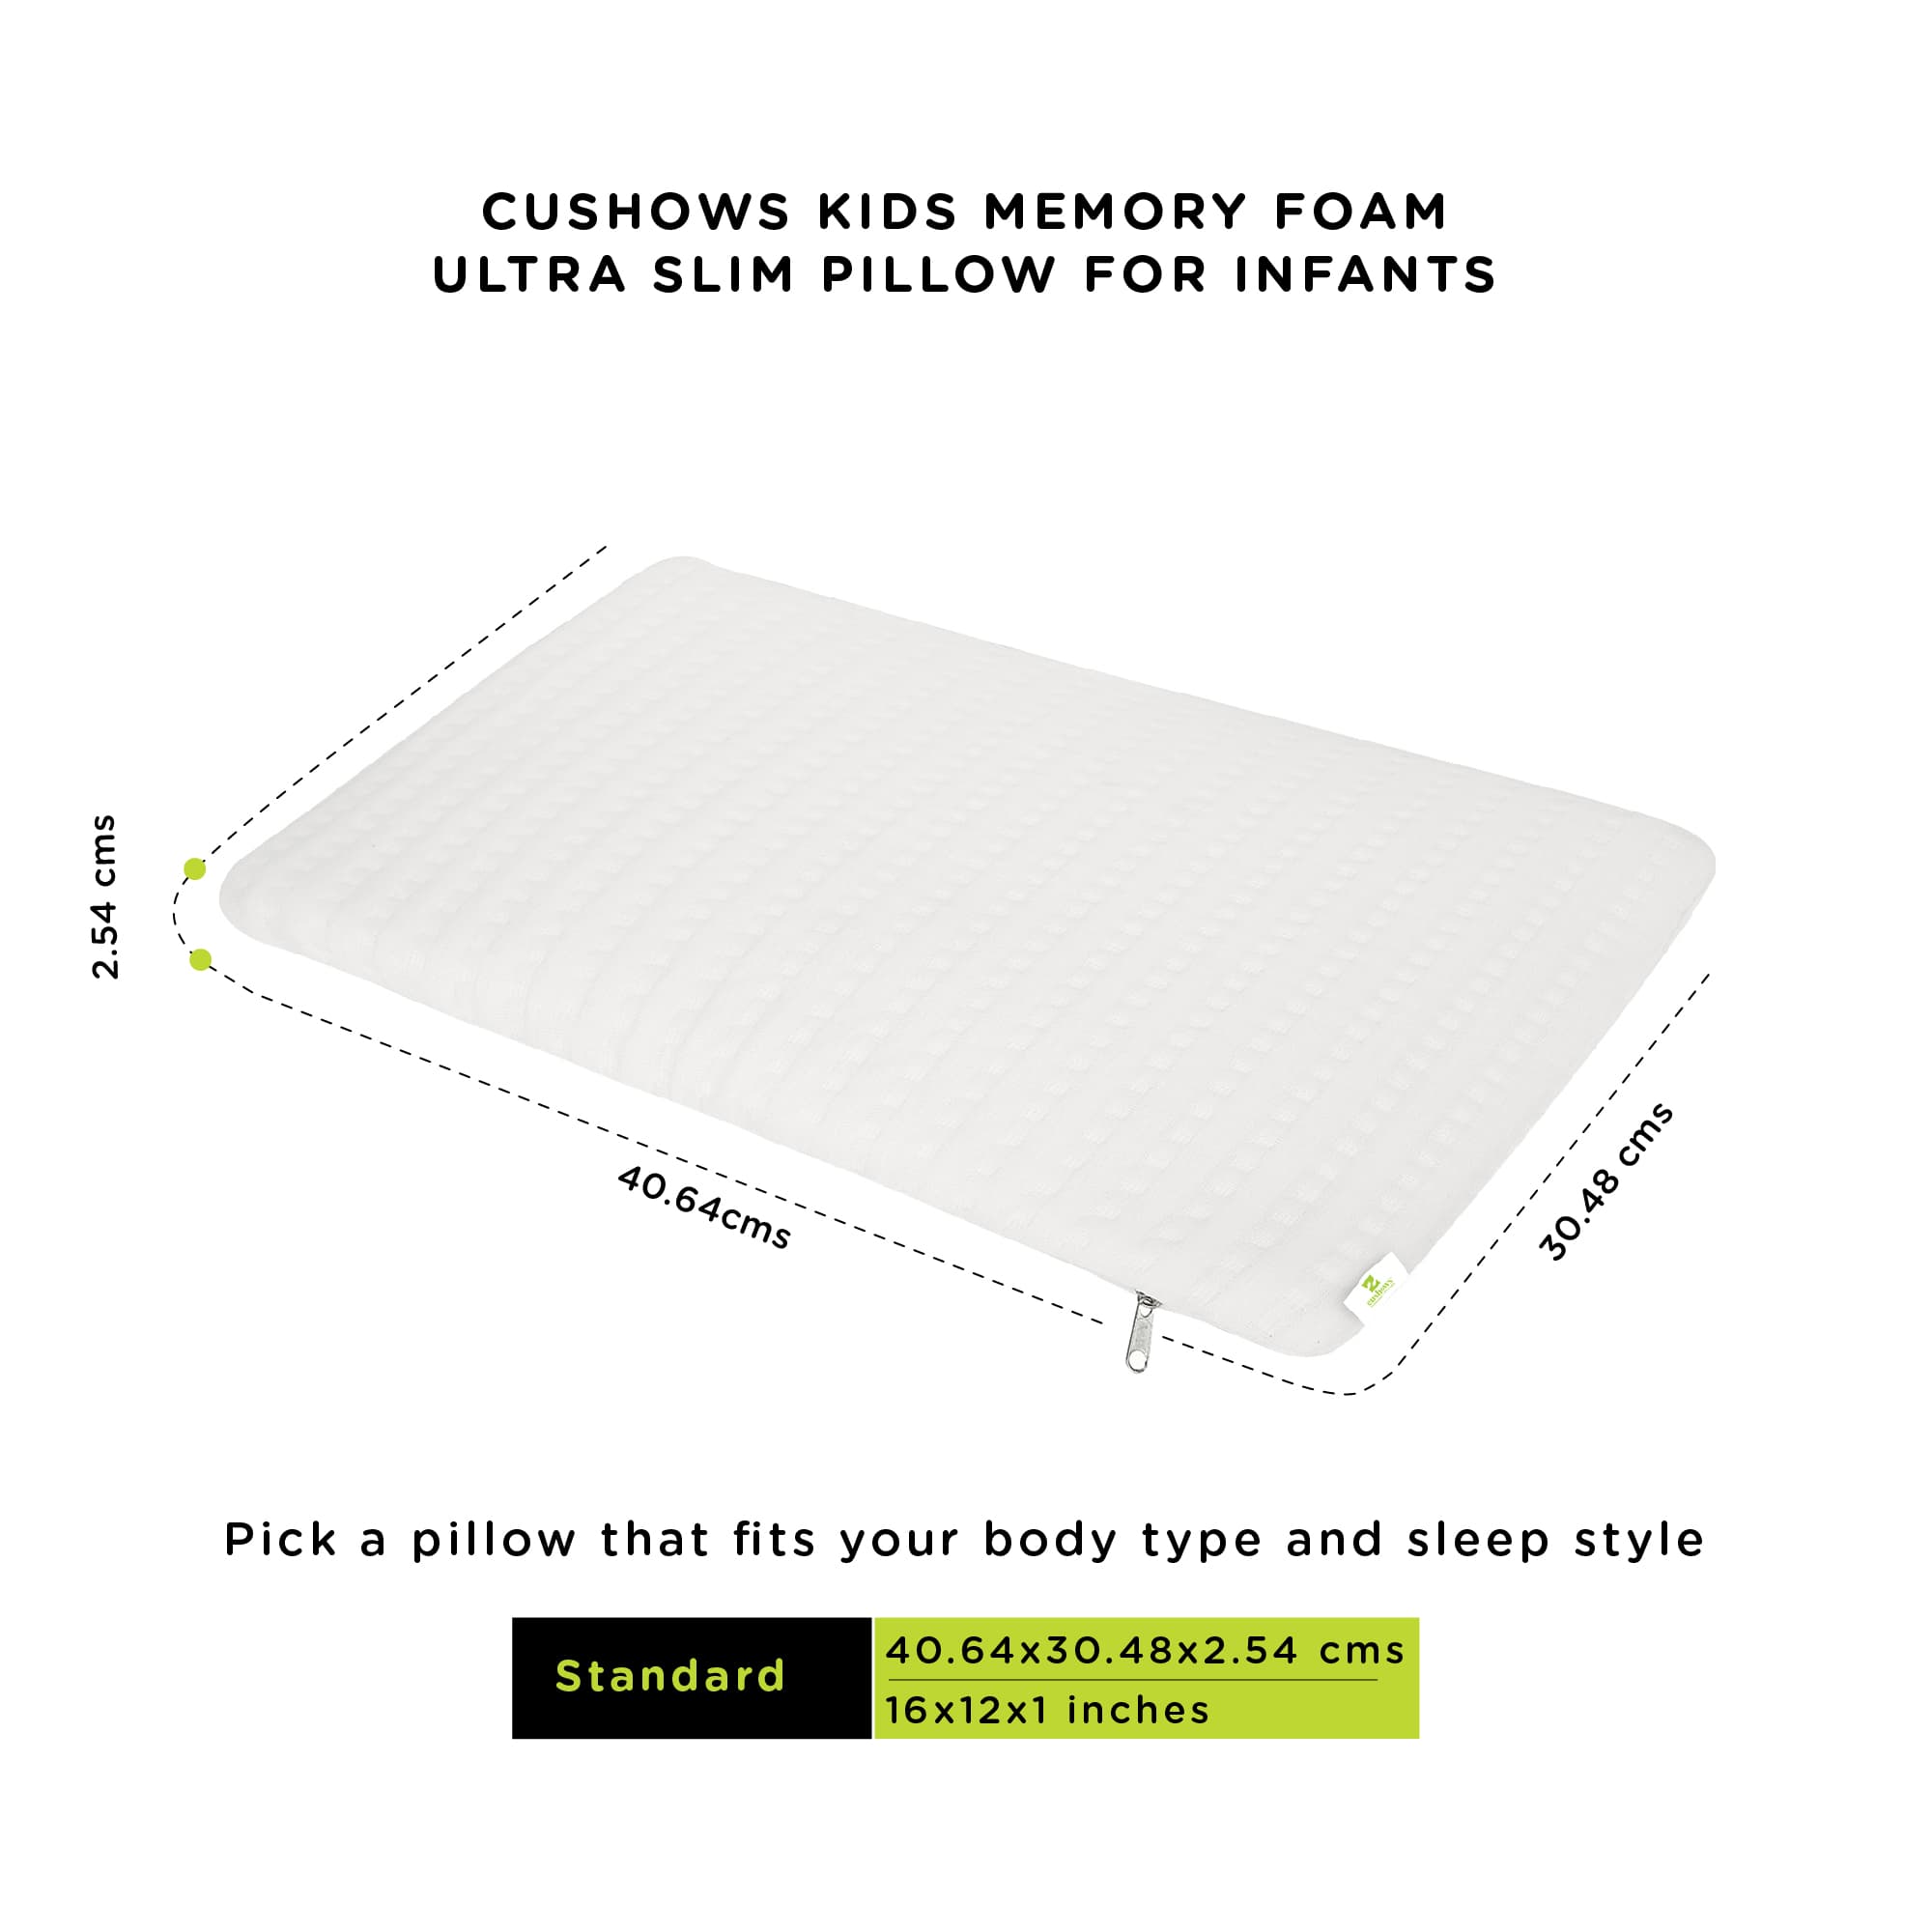 CUSHOWS KIDS MEMORY FOAM
ULTRA SLIM PILLOW FOR INFANTS
2.54 cms
40.64cms
30.48 cms
Pick a pillow that fits your body type and sleep style
Standard
40.64x30.48x2.54 cms
16x12x1 inches